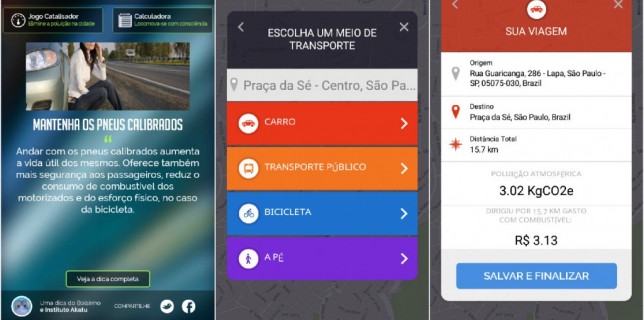 Jogo Catalisador
Elimine a poluição na cidade
Calculadora
Locomova-se com consciência
MANTENHA OS PNEUS CALIBRADOS
“
Andar com os pneus calibrados aumenta
a vida útil dos mesmos. Oferece também
mais segurança aos passageiros, reduz o
consumo de combustível dos
motorizados e do esforço físico, no caso
da bicicleta.
Veja a dica completa
Uma dica do
e Instituto Akatu
COMPARTILHE
ESCOLHA UM MEIO DE
TRANSPORTE
Praça da Sé - Centro, São Pa...
CARRO
TRANSPORTE PÚBLICO
BICICLETA
A PÉ
SUA VIAGEM
Origem
Rua Guaricanga, 286 - Lapa, São Paulo -
SP, 05075-030, Brazil
Destino
Praça da Sé, São Paulo, Brazil
Distância Total
15.7 km
POLUIÇÃO ATMOSFÉRICA
3.02 KgCO2e
DIRIGIU POR 15,7 KM GASTO
COM COMBUSTÍVEL:
R$ 3.13
SALVAR E FINALIZAR